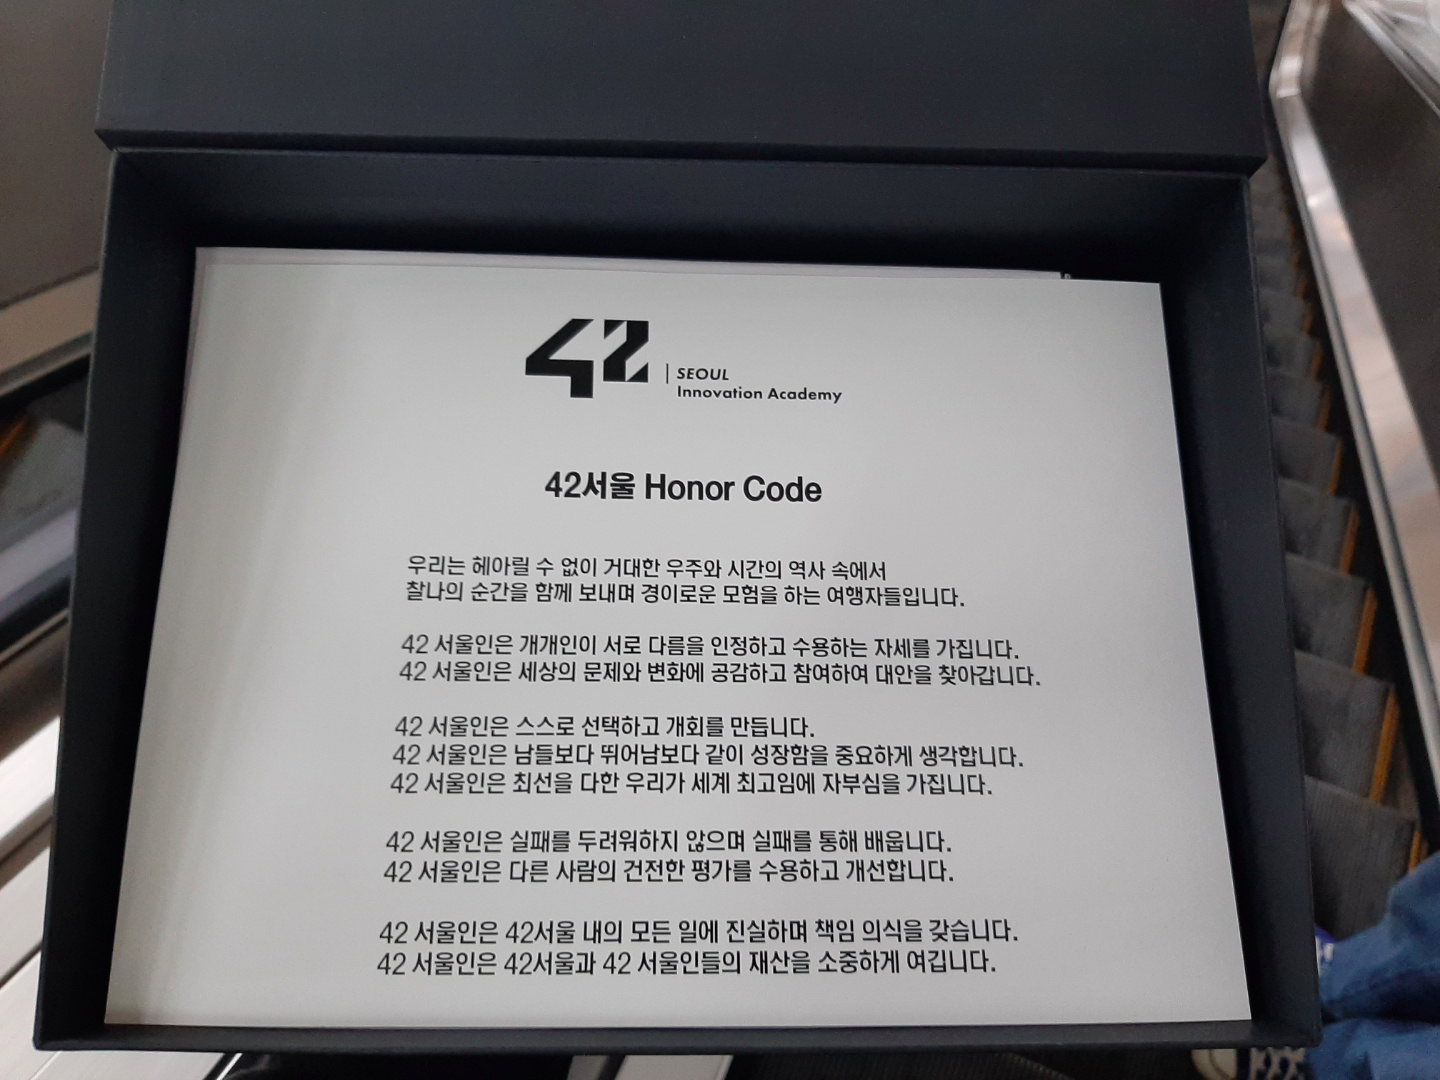 42
SEOUL
Innovation Academy
42서울 Honor Code
우리는 헤아릴 수 없이 거대한 우주와 시간의 역사 속에서
찰나의 순간을 함께 보내며 경이로운 모험을 하는 여행자들입니다.
42 서울인은 개개인이 서로 다름을 인정하고 수용하는 자세를 가집니다.
42 서울인은 세상의 문제와 변화에 공감하고 참여하여 대안을 찾아갑니다.
42 서울인은 스스로 선택하고 개회를 만듭니다.
42 서울인은 남들보다 뛰어남보다 같이 성장함을 중요하게 생각합니다.
42 서울인은 최선을 다한 우리가 세계 최고임에 자부심을 가집니다.
42 서울인은 실패를 두려워하지 않으며 실패를 통해 배웁니다.
42 서울인은 다른 사람의 건전한 평가를 수용하고 개선합니다.
42 서울인은 42서울 내의 모든 일에 진실하며 책임 의식을 갖습니다.
42 서울인은 42서울과 42 서울인들의 재산을 소중하게 여깁니다.